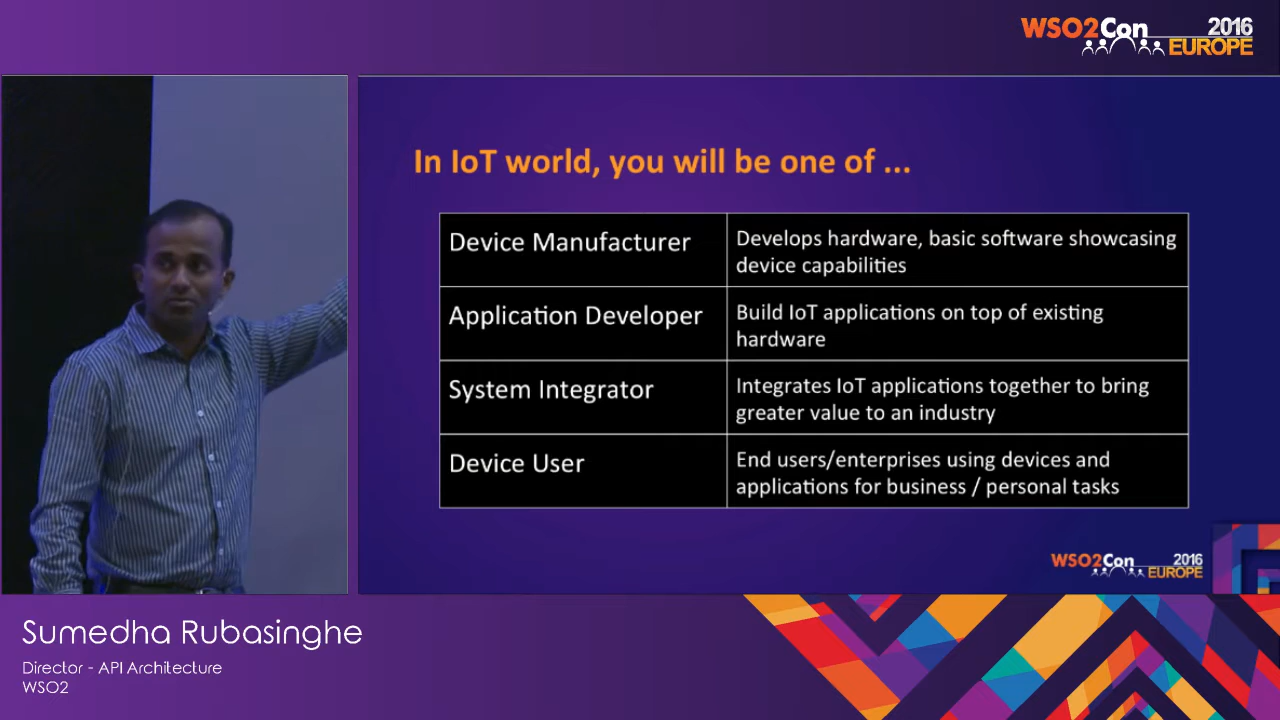 WSO2Con 2016
EUROPE
In IoT world, you will be one of ...
Device Manufacturer
Develops hardware, basic software showcasing
device capabilities
Application Developer
Build IoT applications on top of existing
hardware
System Integrator
Integrates IoT applications together to bring
greater value to an industry
Device User
End users/enterprises using devices and
applications for business / personal tasks
WSO2Con 2016
EUROPE
Sumedha Rubasinghe
Director - API Architecture
WSO2